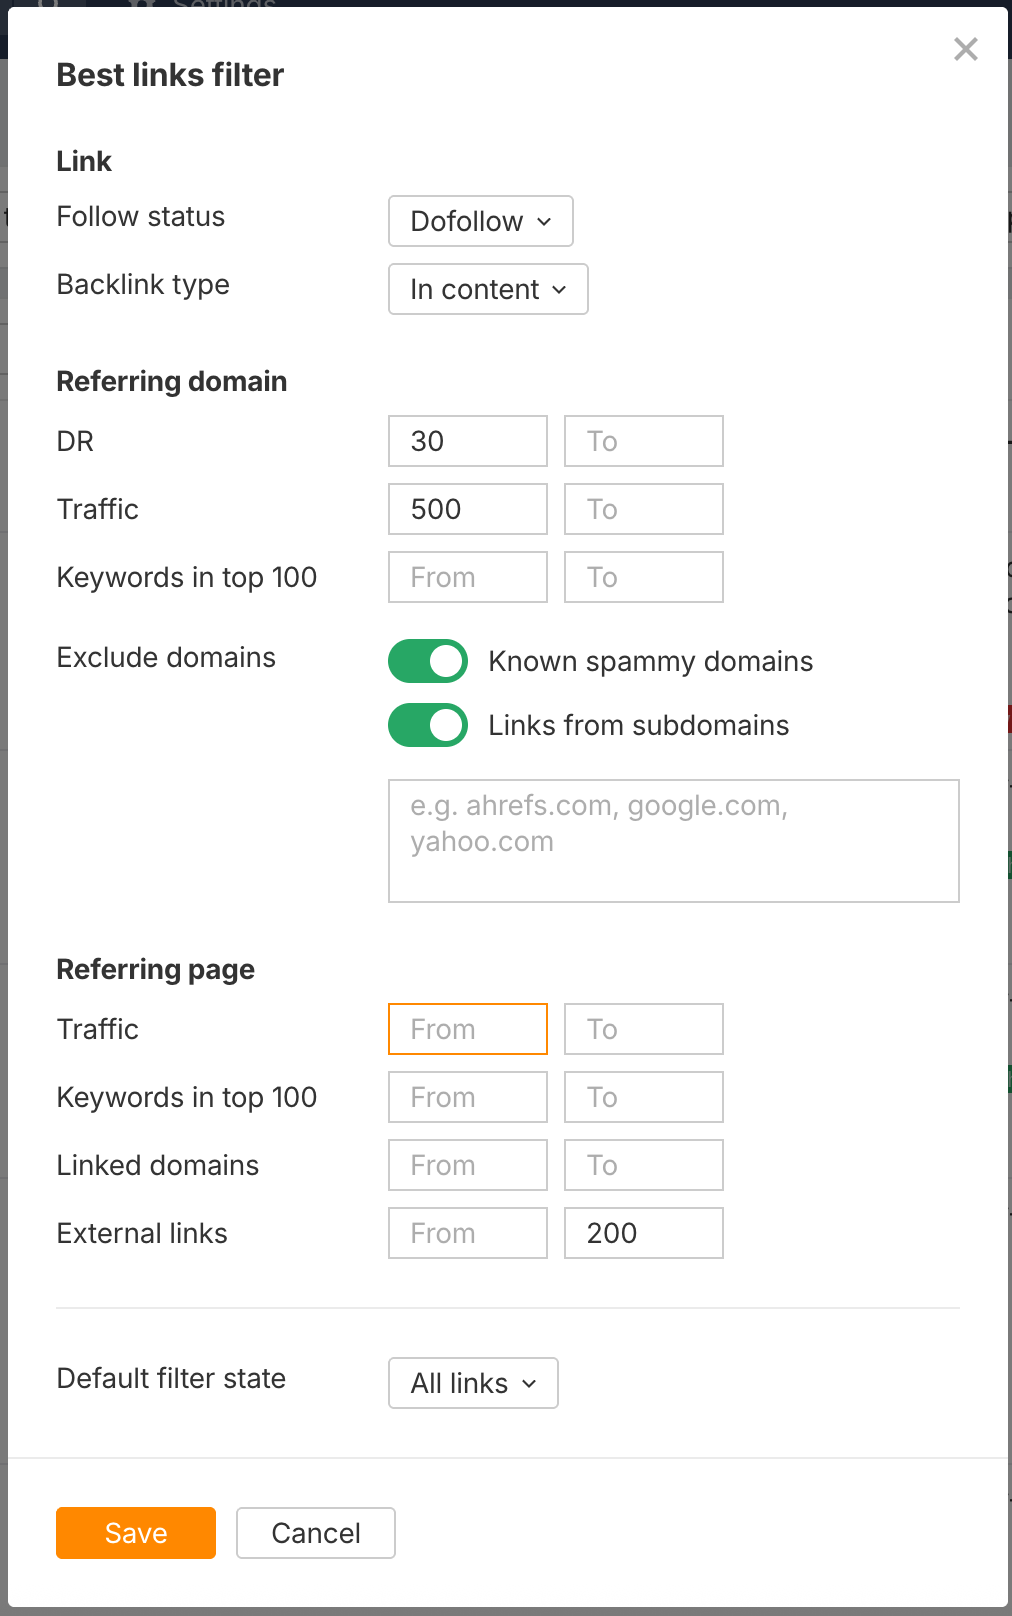 Settings
Best links filter
Link
Follow status Dofollow
Backlink type In content
Referring domain
DR 30 To
Traffic 500 To
Keywords in top 100 From To
Exclude domains Known spammy domains
Links from subdomains
e.g. ahrefs.com, google.com,
yahoo.com
Referring page
Traffic From To
Keywords in top 100 From To
Linked domains From To
External links From 200
Default filter state All links
Save Cancel